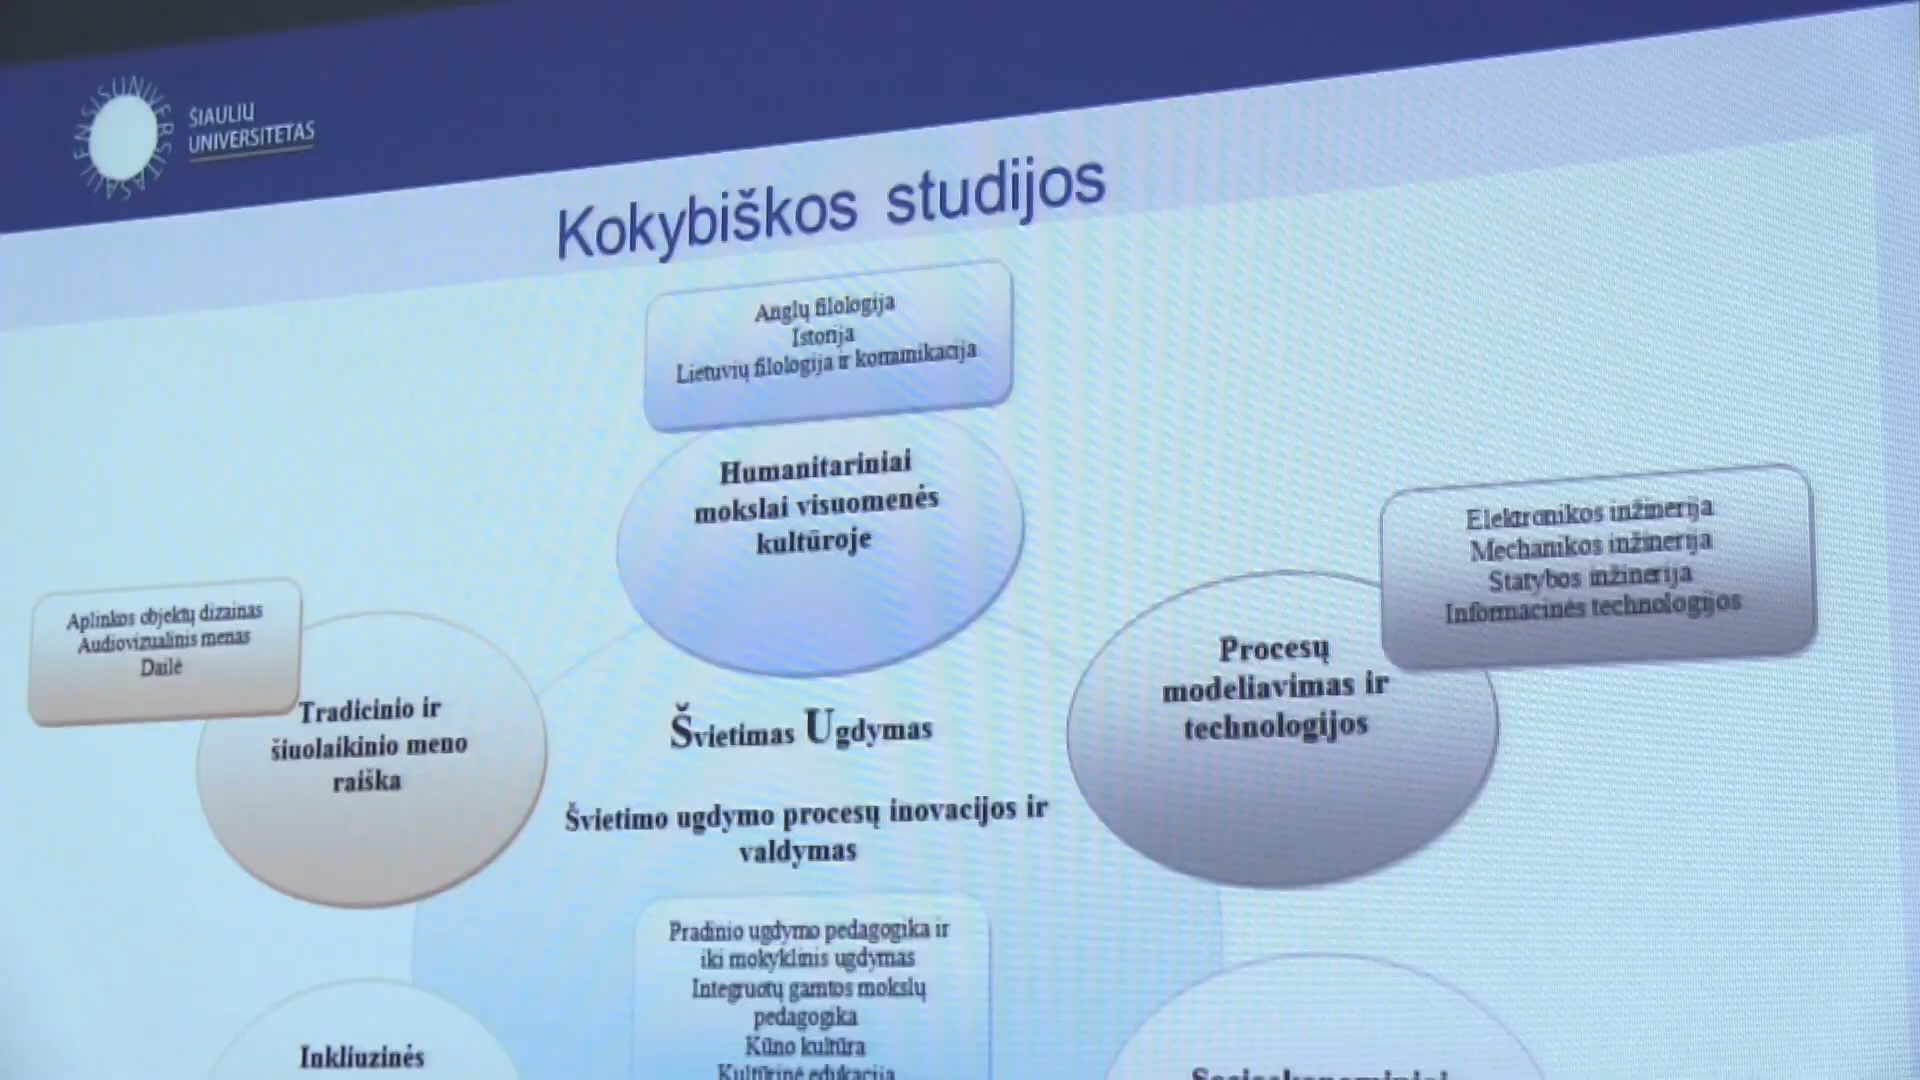 SIAULIENSIS UNIVERSITAS
ŠIAULIŲ
UNIVERSITETAS
Kokybiškos studijos
Anglų filologija
Istorija
Lietuvių filologija ir komunikacija
Humanitariniai
mokslai visuomenės
kultūroje
Elektronikos inžinerija
Mechanikos inžinerija
Statybos inžinerija
Informacinės technologijos
Procesų
modeliavimas ir
technologijos
Aplinkos objektų dizainas
Audiovizualinis menas
Dailė
Tradicinio ir
šiuolaikinio meno
raiška
Švietimas Ugdymas
Švietimo ugdymo procesų inovacijos ir
valdymas
Pradinio ugdymo pedagogika ir
iki mokyklinis ugdymas
Integruotų gamtos mokslų
pedagogika
Kūno kultūra
Kultūrinė edukacija
Inkliuzinės
Socioekonominiai